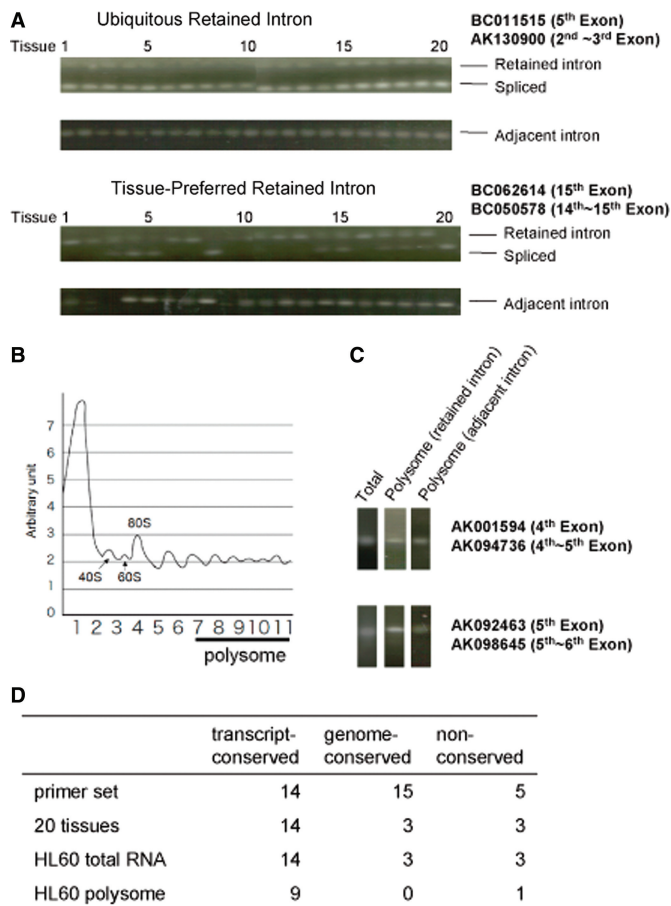 A
Ubiquitous Retained Intron
BC011515 (5th Exon)
AK130900 (2nd ~3rd Exon)
Tissue 1 5 10 15 20
Retained intron
Spliced
Adjacent intron
Tissue-Preferred Retained Intron
BC062614 (15th Exon)
BC050578 (14th~15th Exon)
Tissue 1 5 10 15 20
Retained intron
Spliced
Adjacent intron
B
Arbitrary unit
7
6
5
4
3
2
1
0
80S
40S 60S
1 2 3 4 5 6 7 8 9 10 11
polysome
C
Total
Polysome (retained intron)
Polysome (adjacent intron)
AK001594 (4th Exon)
AK094736 (4th~5th Exon)
AK092463 (5th Exon)
AK098645 (5th~6th Exon)
D
transcript-conserved genome-conserved non-conserved
primer set 14 15 5
20 tissues 14 3 3
HL60 total RNA 14 3 3
HL60 polysome 9 0 1